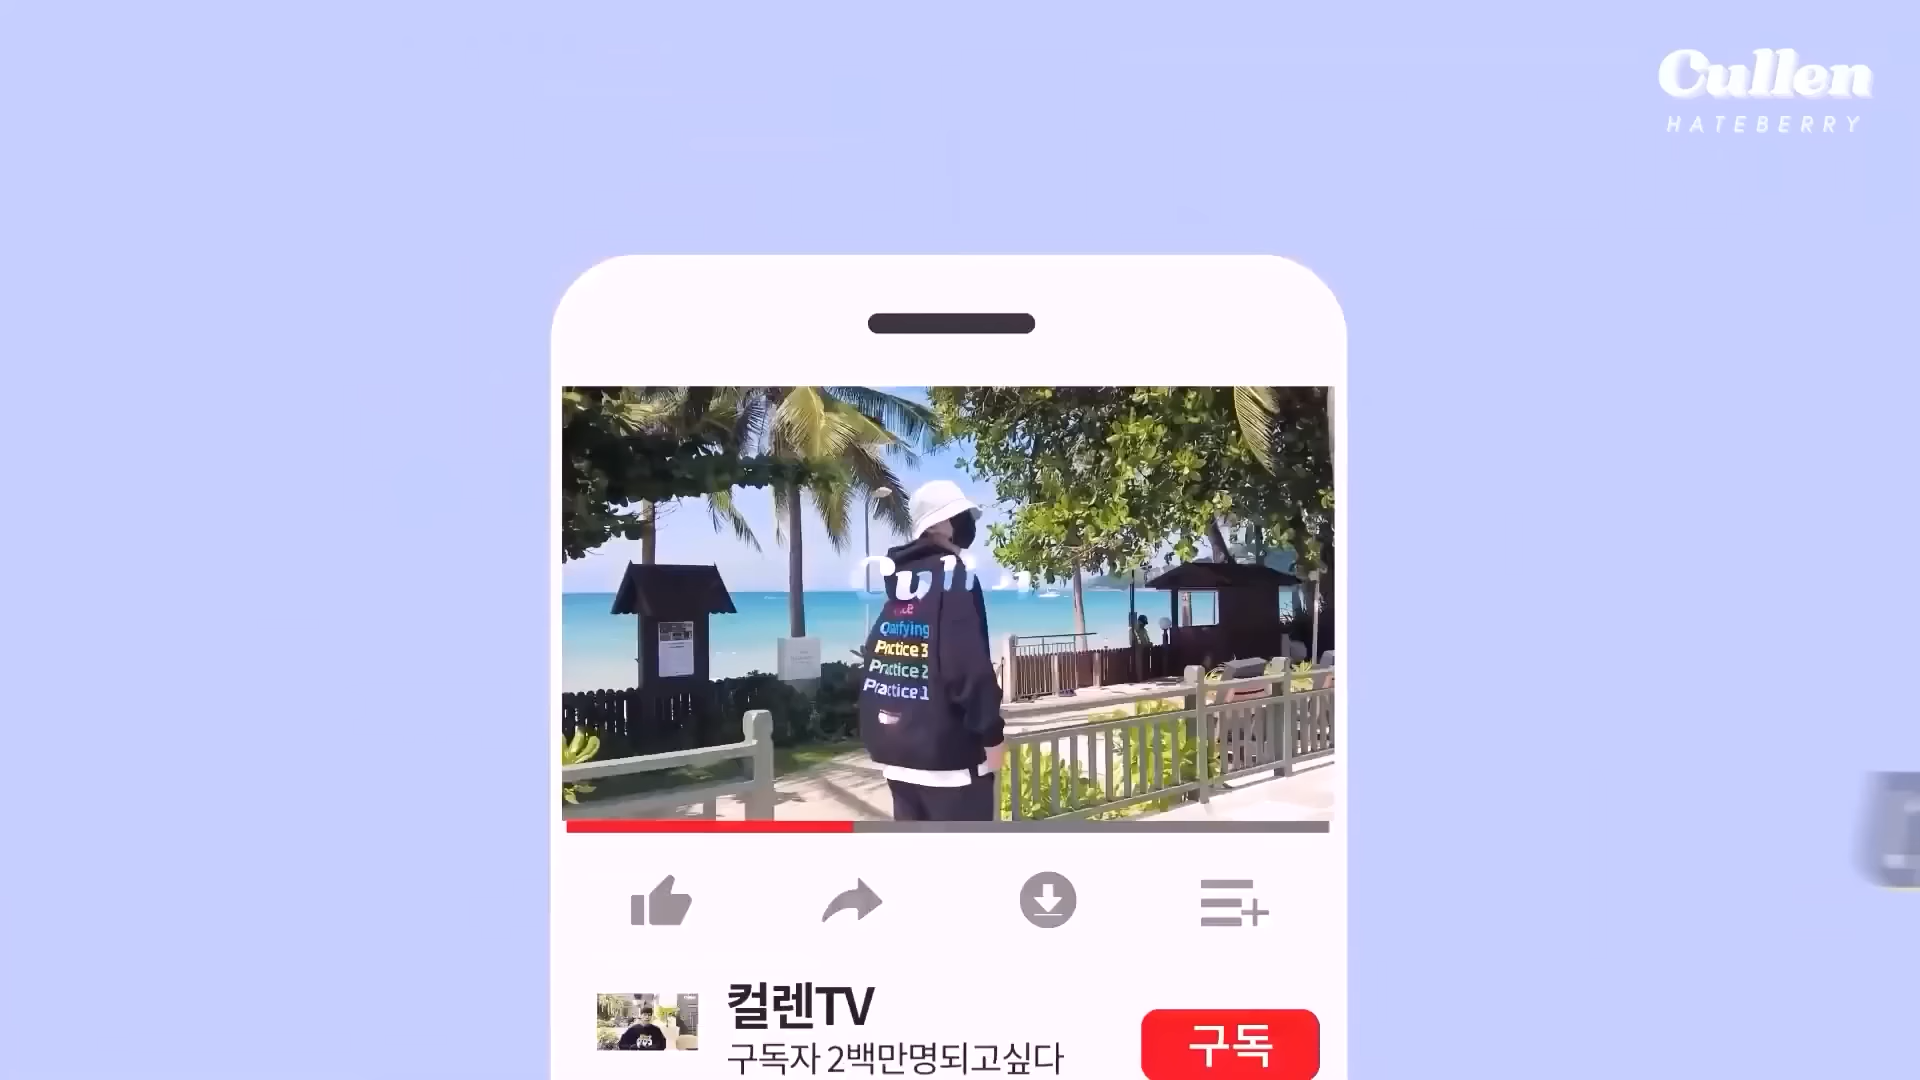 Cullen
HATEBERRY
Qualifying
Practice 3
Practice 2
Practice 1
컬렌TV
구독자 2백만명되고싶다
구독